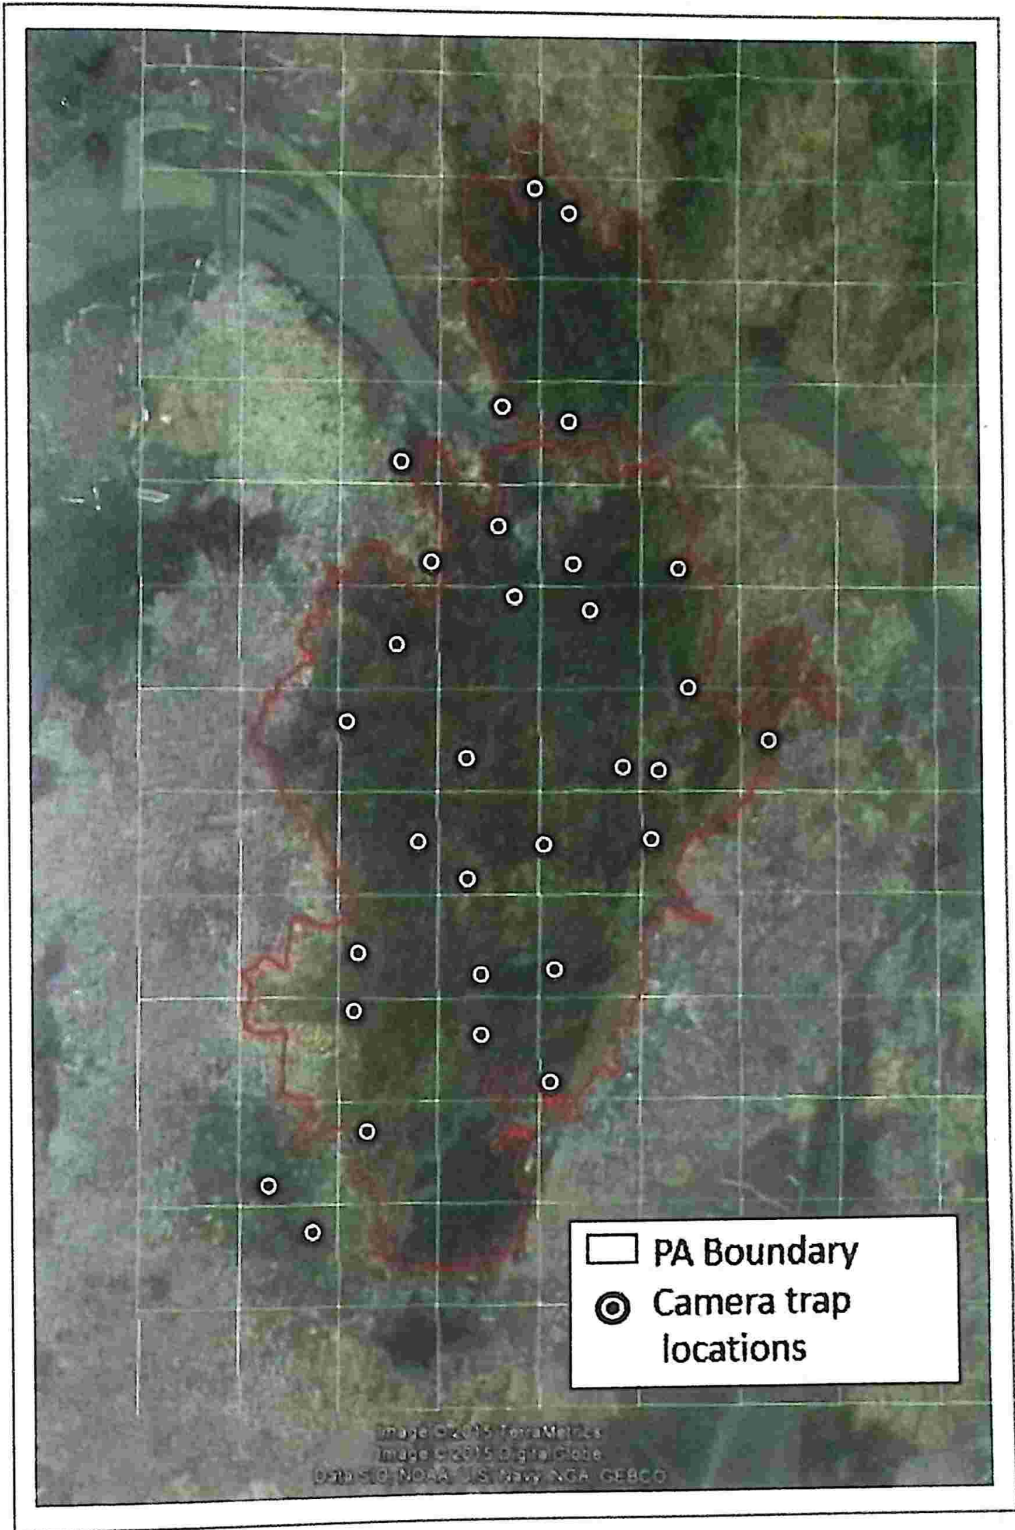 PA Boundary
Camera trap
locations
Image © 2015 TerraMetrics
Image © 2015 DigitalGlobe
Data SIO, NOAA, U.S. Navy, NGA, GEBCO